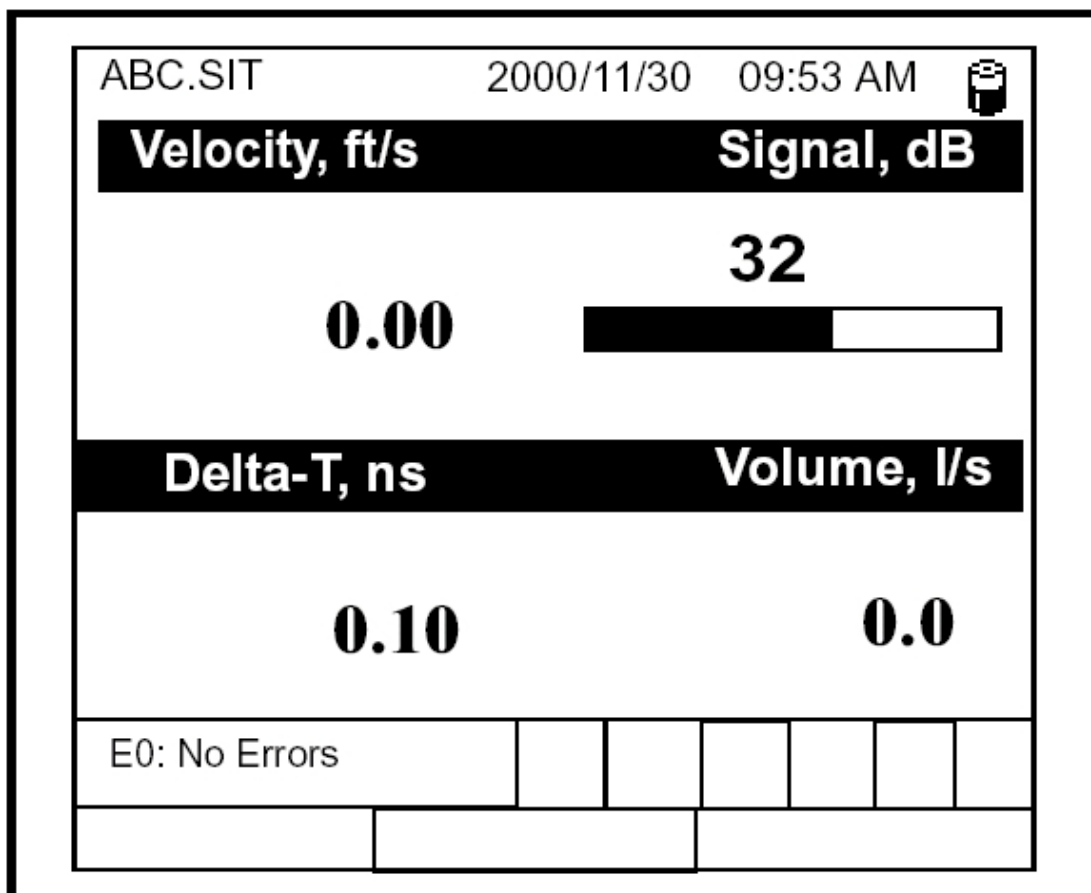 ABC.SIT 2000/11/30 09:53 AM
Velocity, ft/s Signal, dB
32
0.00
Delta-T, ns Volume, l/s
0.10 0.0
E0: No Errors